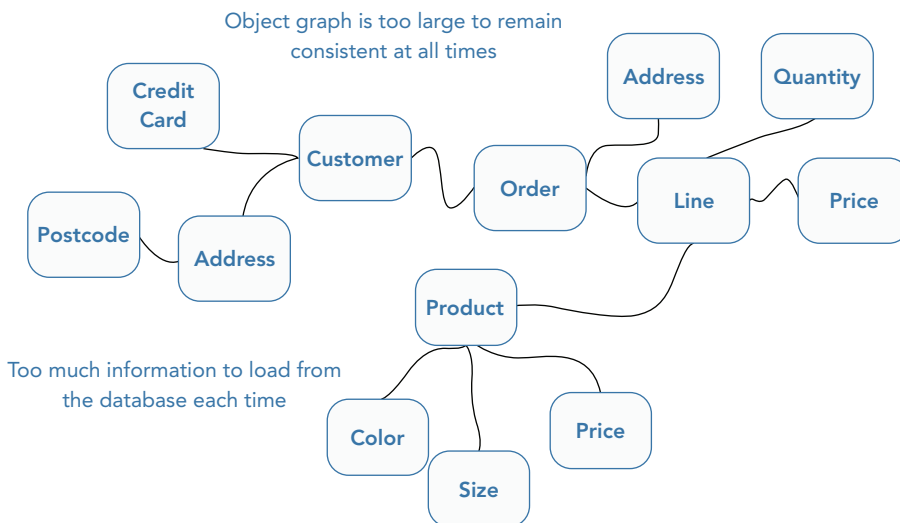 Object graph is too large to remain
consistent at all times
Credit
Card
Address
Quantity
Customer
Order
Line
Price
Postcode
Address
Product
Too much information to load from
the database each time
Color
Size
Price